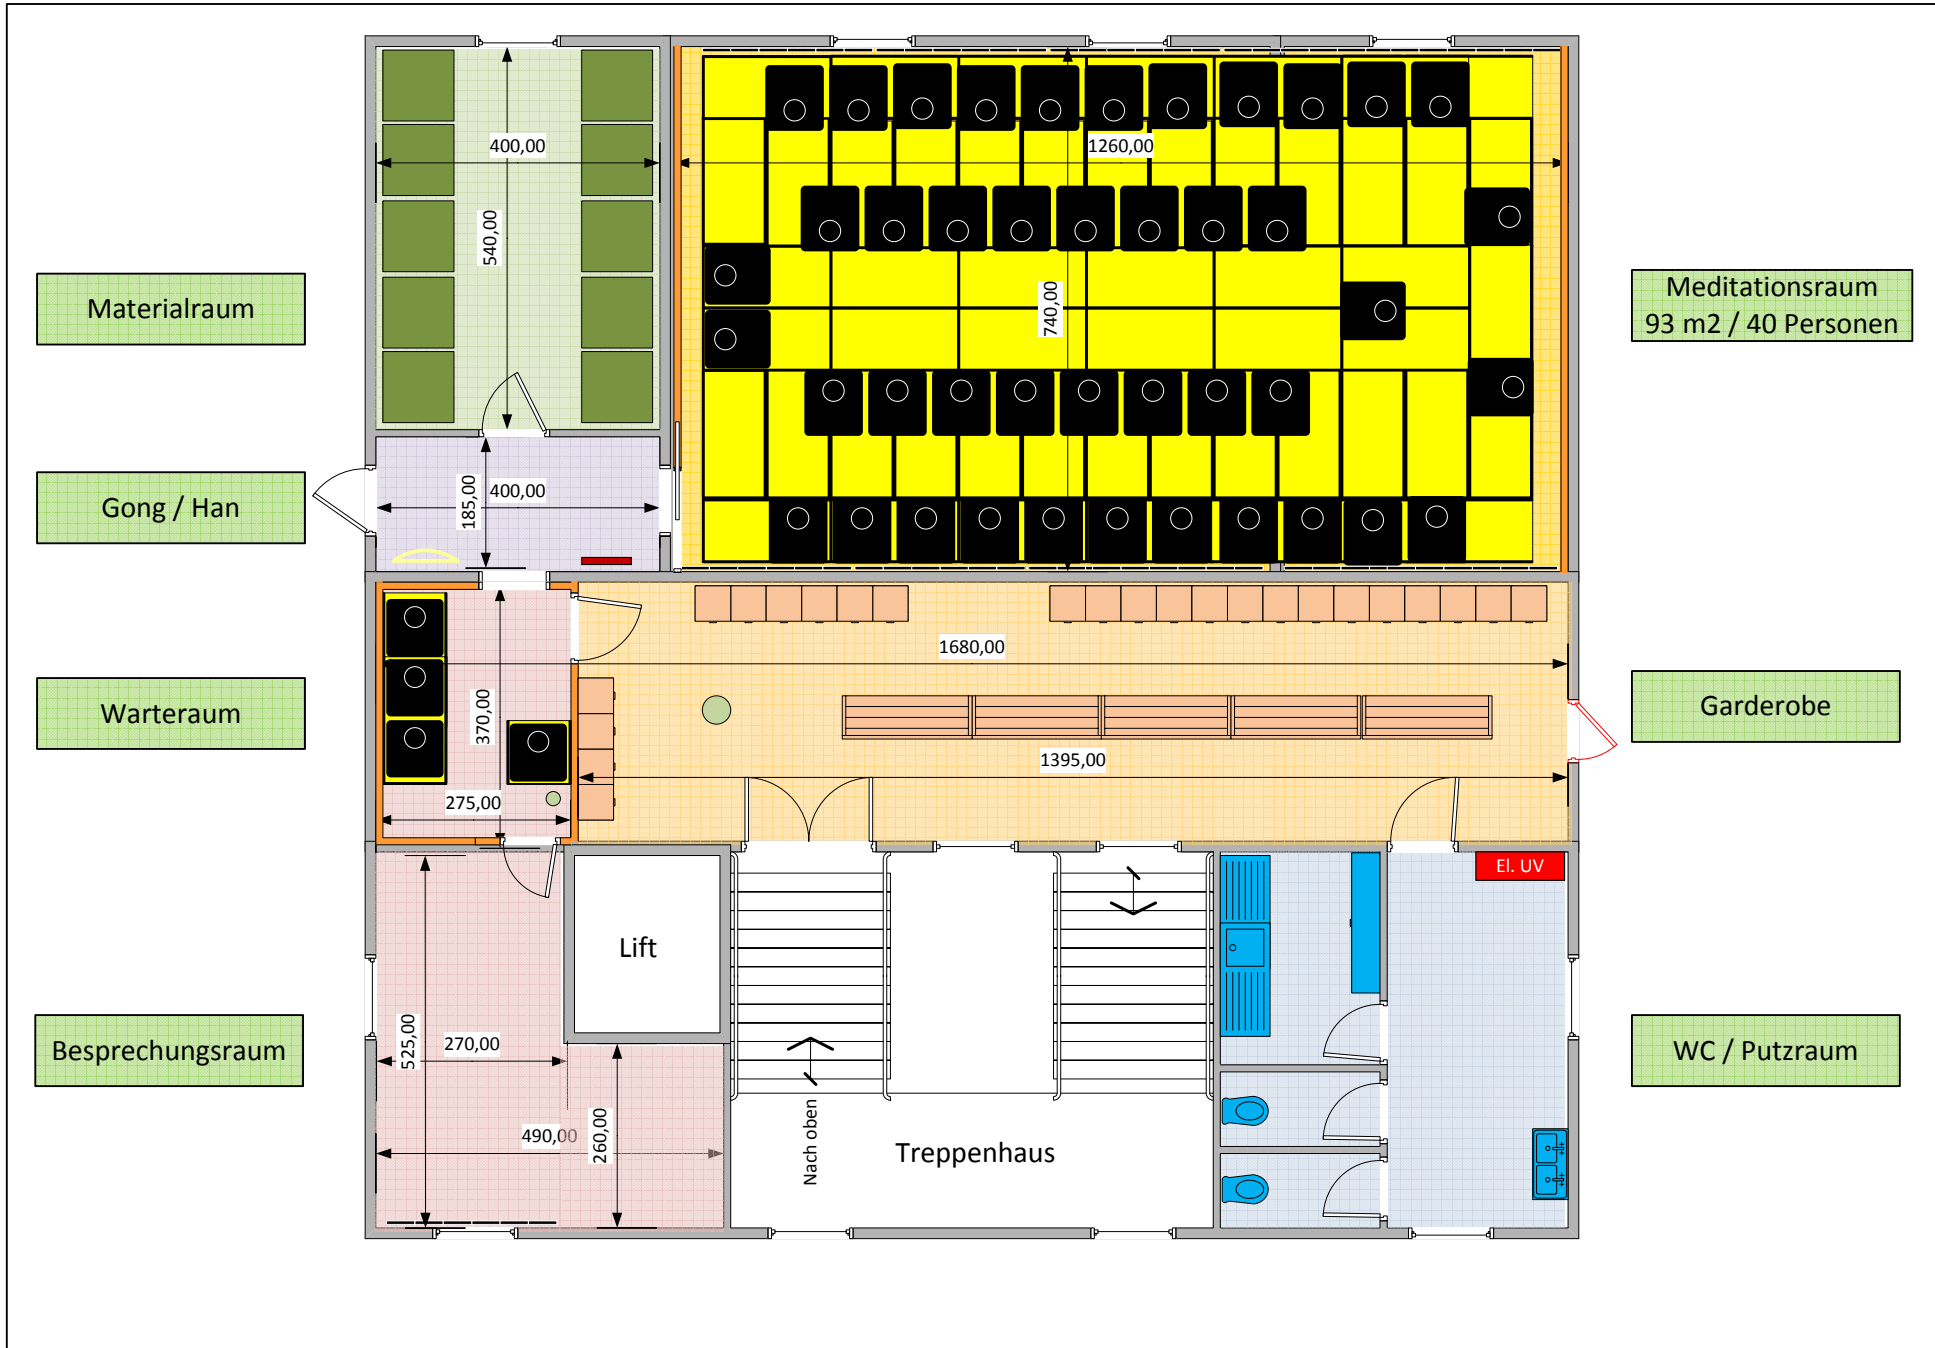 400,00
540,00
1260,00
740,00
Materialraum
Meditationsraum
93 m2 / 40 Personen
Gong / Han
185,00
400,00
Warteraum
370,00
275,00
1680,00
1395,00
Garderobe
El. UV
Lift
Besprechungsraum
525,00
270,00
490,00
260,00
Nach oben
Treppenhaus
WC / Putzraum